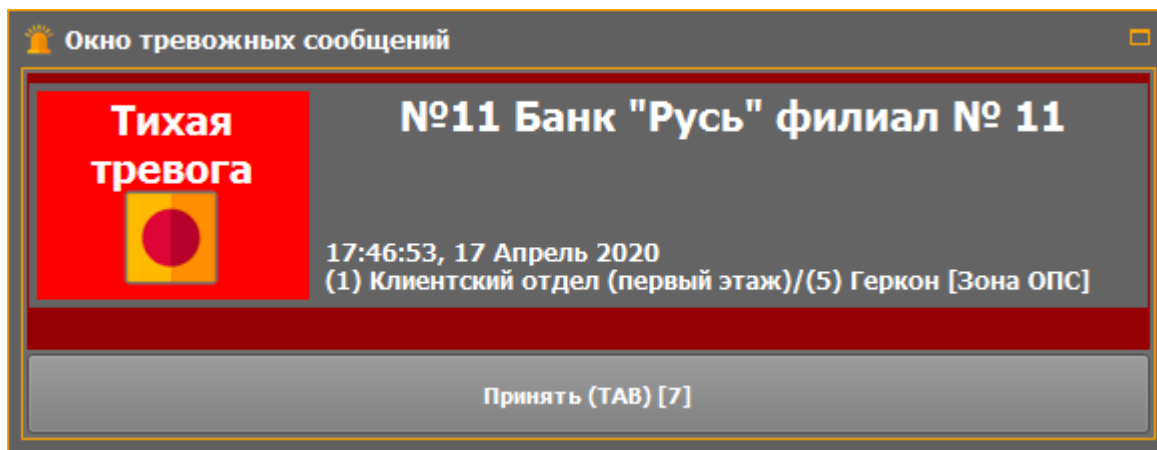 Окно тревожных сообщений
Тихая
тревога
№11 Банк "Русь" филиал № 11
17:46:53, 17 Апрель 2020
(1) Клиентский отдел (первый этаж)/(5) Геркон [Зона ОПС]
Принять (TAB) [7]